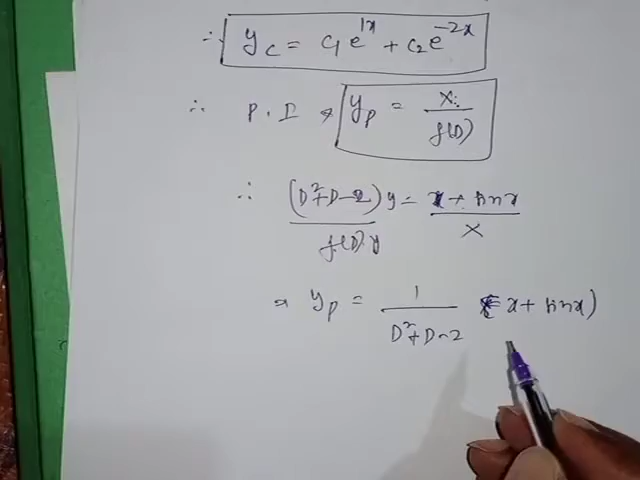 ∴ y_c = c₁e^{1x} + c₂e^{-2x}
∴ P.I ⇒ y_p = X / f(D)
∴ (D²+D-2)y / f(D).y = x + sinx / X
⇒ y_p = 1 / D²+D-2 (x + sinx)